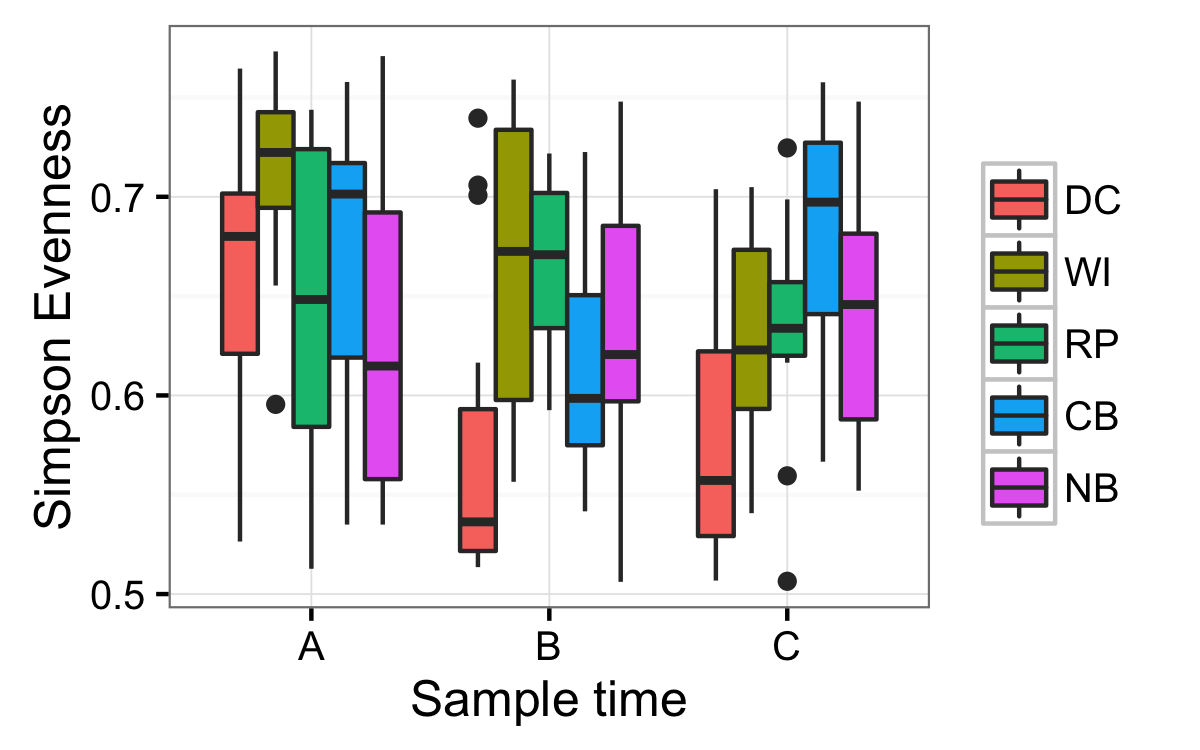 Simpson Evenness
0.7
0.6
0.5
A B C
Sample time
DC
WI
RP
CB
NB